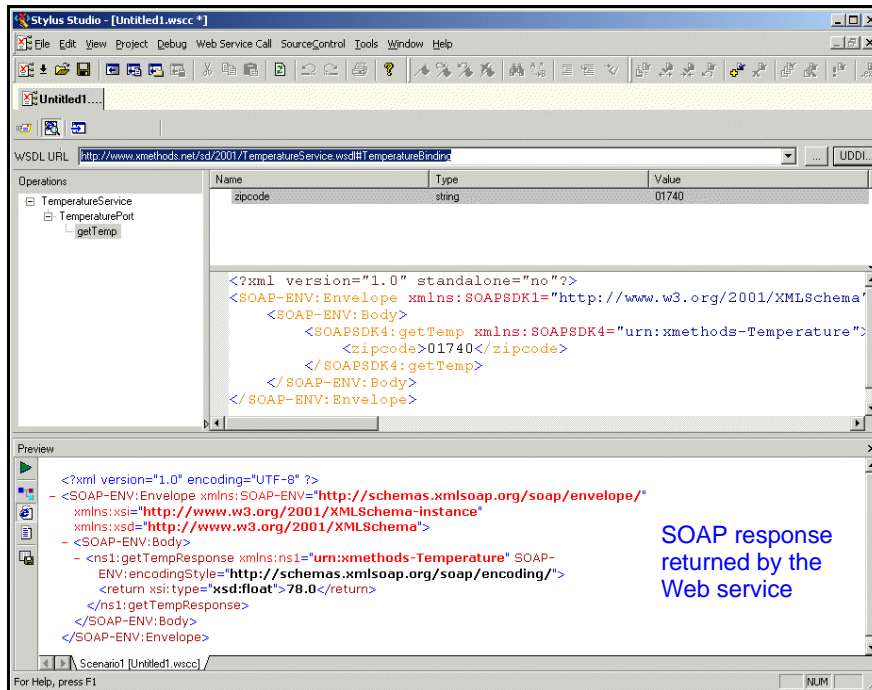 Stylus Studio - [Untitled1.wscc *]
File Edit View Project Debug Web Service Call SourceControl Tools Window Help
Untitled1....
WSDL URL http://www.xmethods.net/sd/2001/TemperatureService.wsdl#TemperatureBinding ... UDDI...
Operations
TemperatureService
TemperaturePort
getTemp
Name Type Value
zipcode string 01740
<?xml version="1.0" standalone="no"?>
<SOAP-ENV:Envelope xmlns:SOAPSDK1="http://www.w3.org/2001/XMLSchema"
<SOAP-ENV:Body>
<SOAPSDK4:getTemp xmlns:SOAPSDK4="urn:xmethods-Temperature">
<zipcode>01740</zipcode>
</SOAPSDK4:getTemp>
</SOAP-ENV:Body>
</SOAP-ENV:Envelope>
Preview
<?xml version="1.0" encoding="UTF-8" ?>
- <SOAP-ENV:Envelope xmlns:SOAP-ENV="http://schemas.xmlsoap.org/soap/envelope/"
xmlns:xsi="http://www.w3.org/2001/XMLSchema-instance"
xmlns:xsd="http://www.w3.org/2001/XMLSchema">
- <SOAP-ENV:Body>
- <ns1:getTempResponse xmlns:ns1="urn:xmethods-Temperature" SOAP-
ENV:encodingStyle="http://schemas.xmlsoap.org/soap/encoding/">
<return xsi:type="xsd:float">78.0</return>
</ns1:getTempResponse>
</SOAP-ENV:Body>
</SOAP-ENV:Envelope>
SOAP response
returned by the
Web service
Scenario1 [Untitled1.wscc]
For Help, press F1 NUM